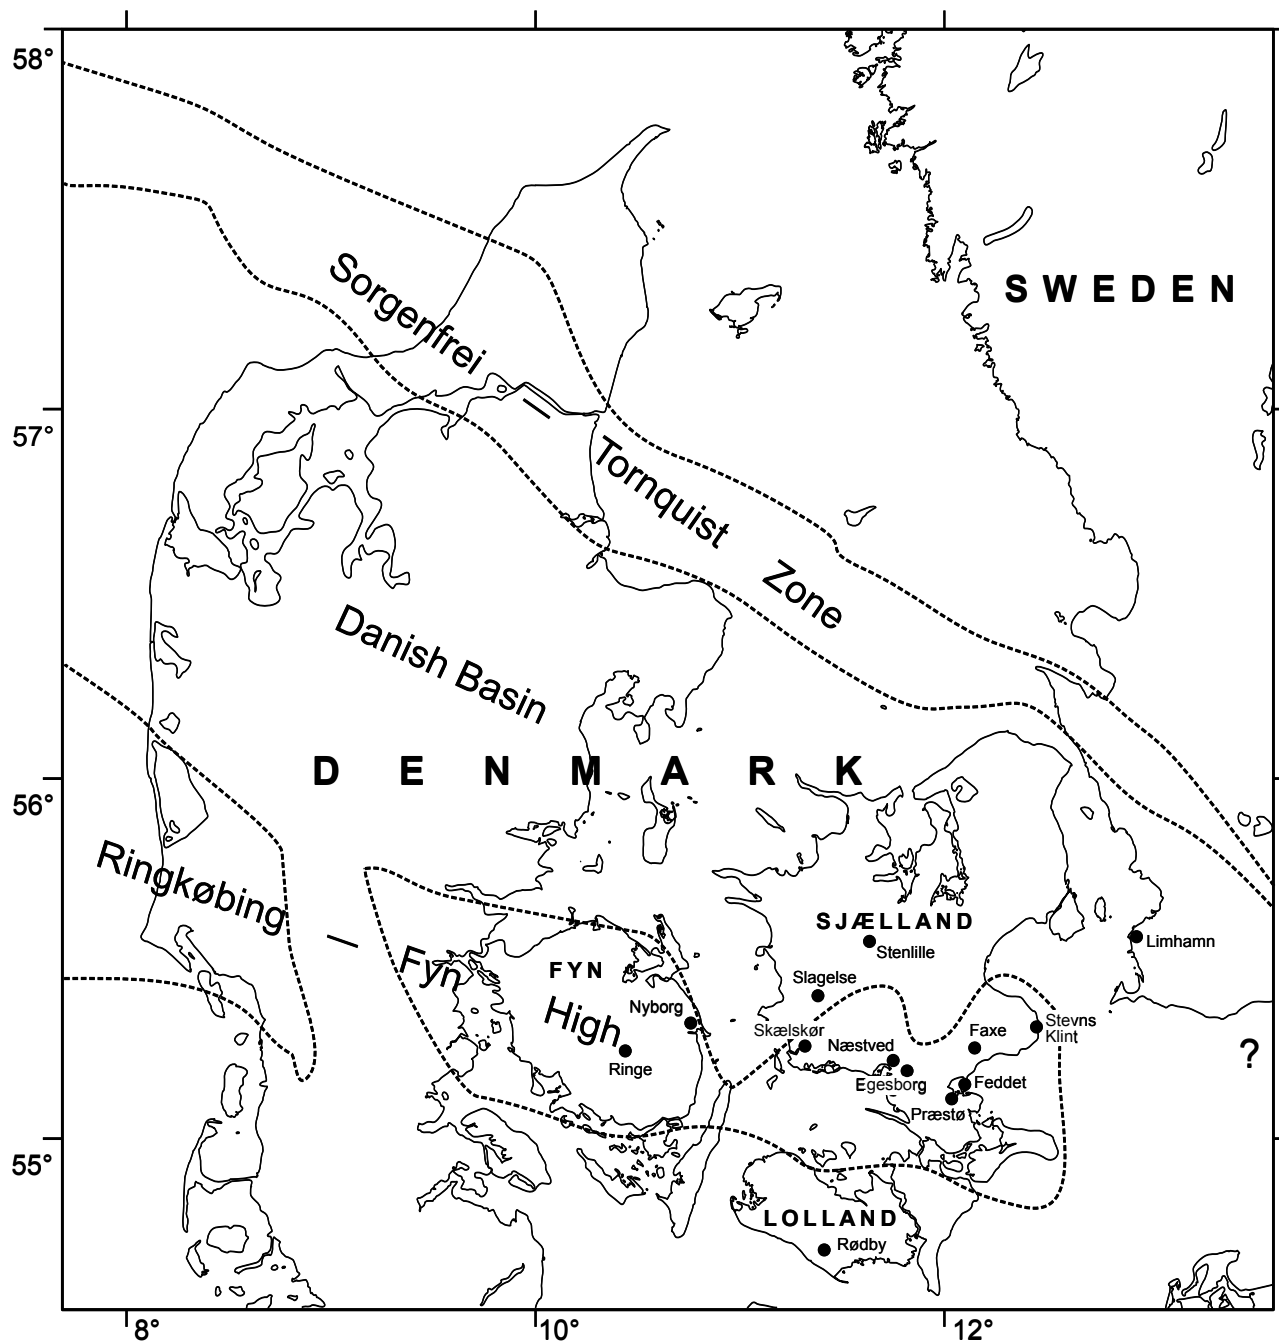 58°
SWEDEN
Sorgenfrei
57°
—
Tornquist
Zone
Danish Basin
DENMARK
56°
Ringkøbing
—
Fyn
High
SJÆLLAND
Stenlille
Limhamn
FYN
Slagelse
Nyborg
Skælskør
Næstved
Faxe
Stevns
Klint
?
Ringe
Egesborg
Feddet
Præstø
55°
LOLLAND
Rødby
8°
10°
12°